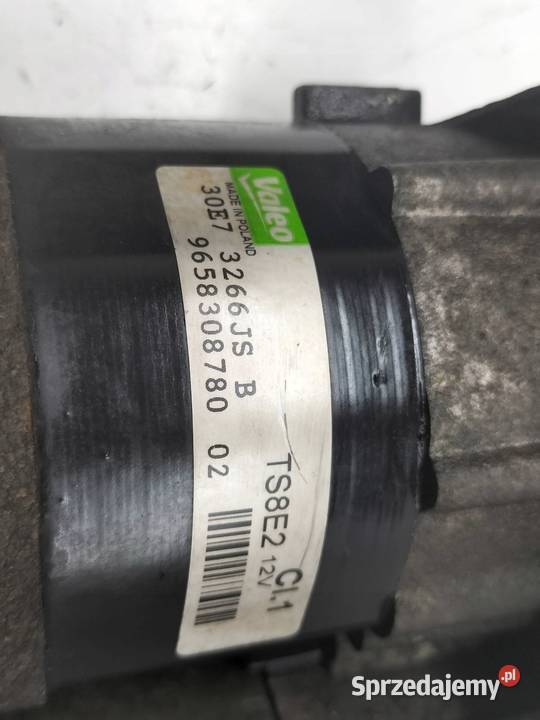 Valeo
MADE IN POLAND
30E7 3266JS B
9658308780 02
TS8E2 12V Cl.1
Sprzedajemy.pl